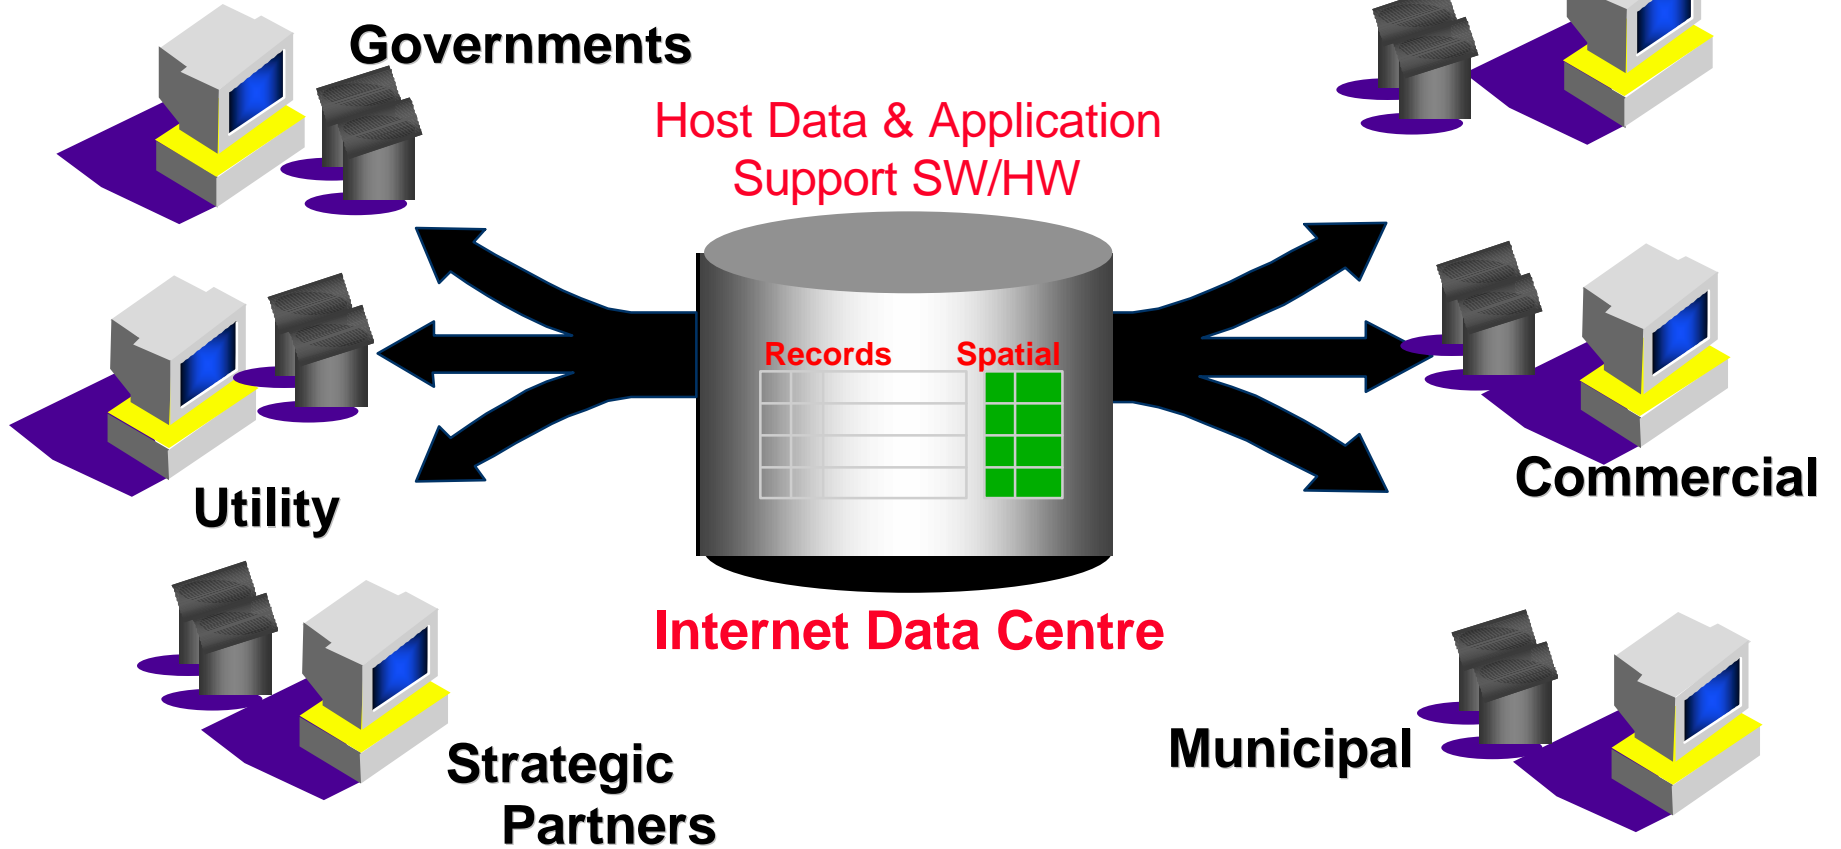 Governments
Host Data & Application
Support SW/HW
Records Spatial
Commercial
Utility
Internet Data Centre
Municipal
Strategic
Partners